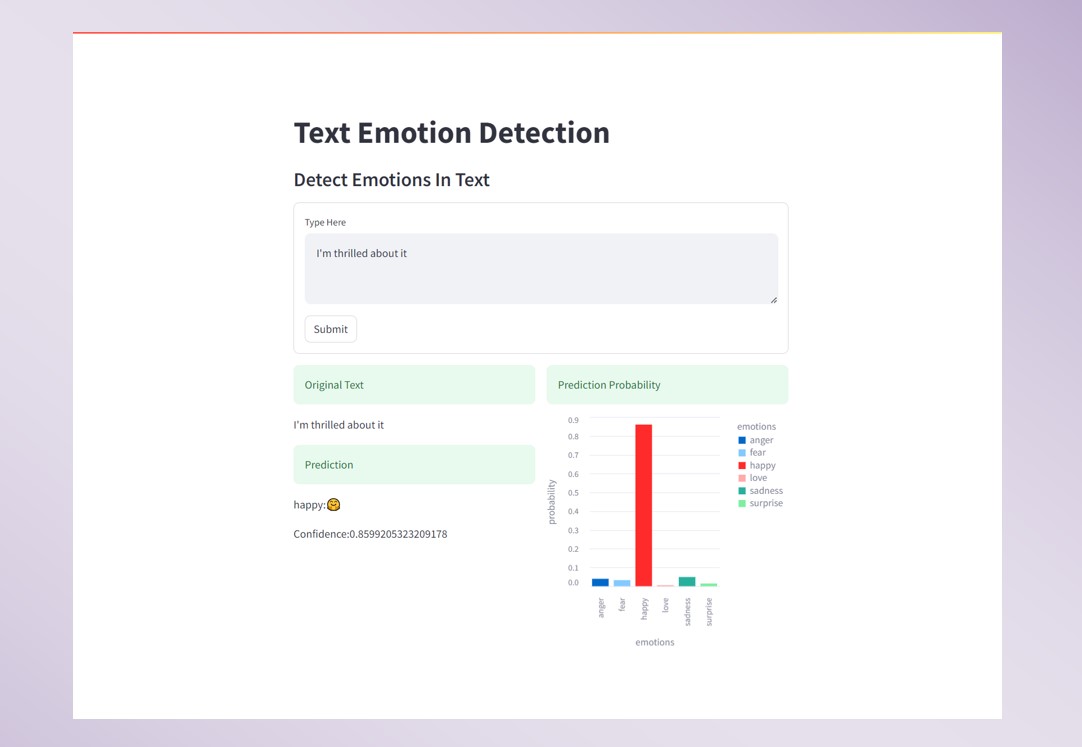 Text Emotion Detection
Detect Emotions In Text
Type Here
I'm thrilled about it
Submit
Original Text
I'm thrilled about it
Prediction
happy:🤗
Confidence:0.8599205323209178
Prediction Probability
0.9
0.8
0.7
0.6
0.5
0.4
0.3
0.2
0.1
0.0
probability
anger
fear
happy
love
sadness
surprise
emotions
emotions
anger
fear
happy
love
sadness
surprise